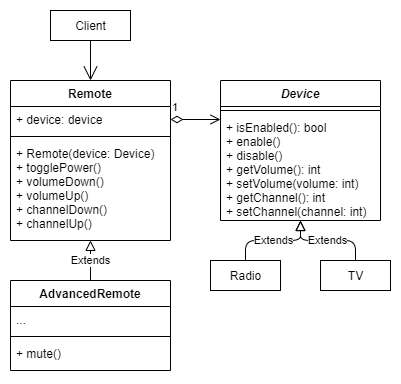 Client
Remote
+ device: device
+ Remote(device: Device)
+ togglePower()
+ volumeDown()
+ volumeUp()
+ channelDown()
+ channelUp()
1
Device
+ isEnabled(): bool
+ enable()
+ disable()
+ getVolume(): int
+ setVolume(volume: int)
+ getChannel(): int
+ setChannel(channel: int)
Extends
Extends
Extends
Radio
TV
AdvancedRemote
...
+ mute()